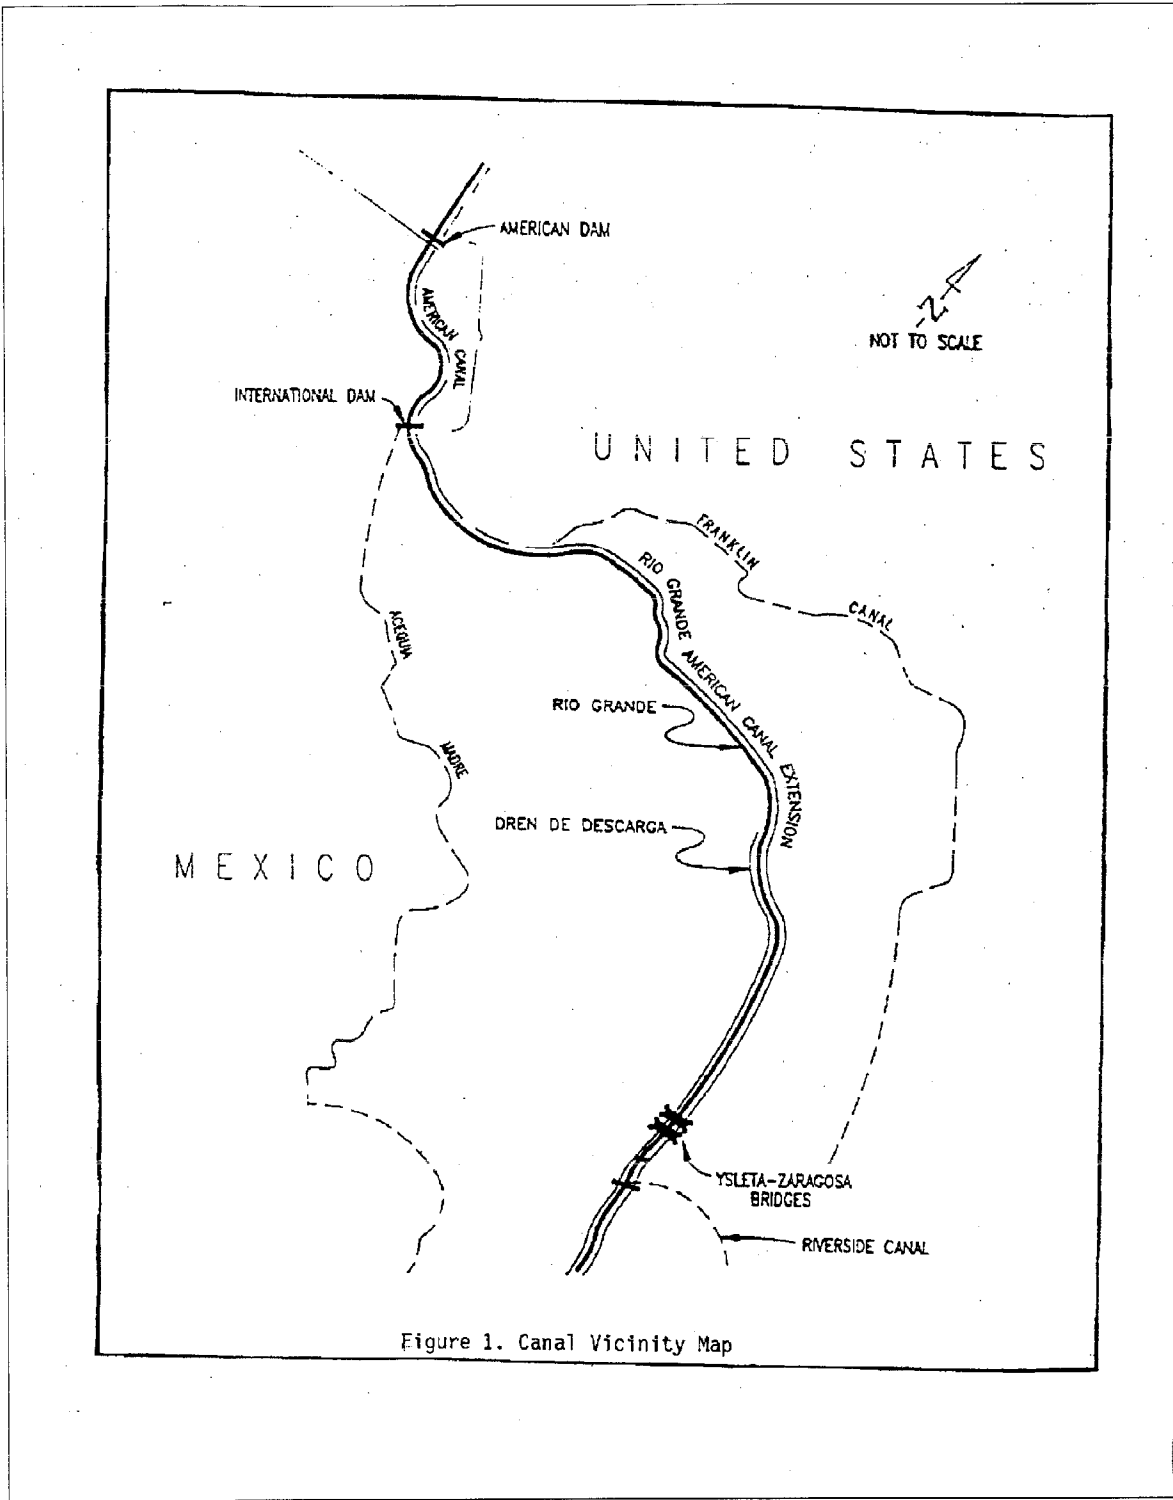 AMERICAN DAM
AMERICAN CANAL
-N-
NOT TO SCALE
INTERNATIONAL DAM
UNITED STATES
FRANKLIN CANAL
RIO GRANDE AMERICAN CANAL EXTENSION
ACEQUIA MADRE
RIO GRANDE
DREN DE DESCARGA
MEXICO
YSLETA-ZARAGOSA
BRIDGES
RIVERSIDE CANAL
Figure 1. Canal Vicinity Map